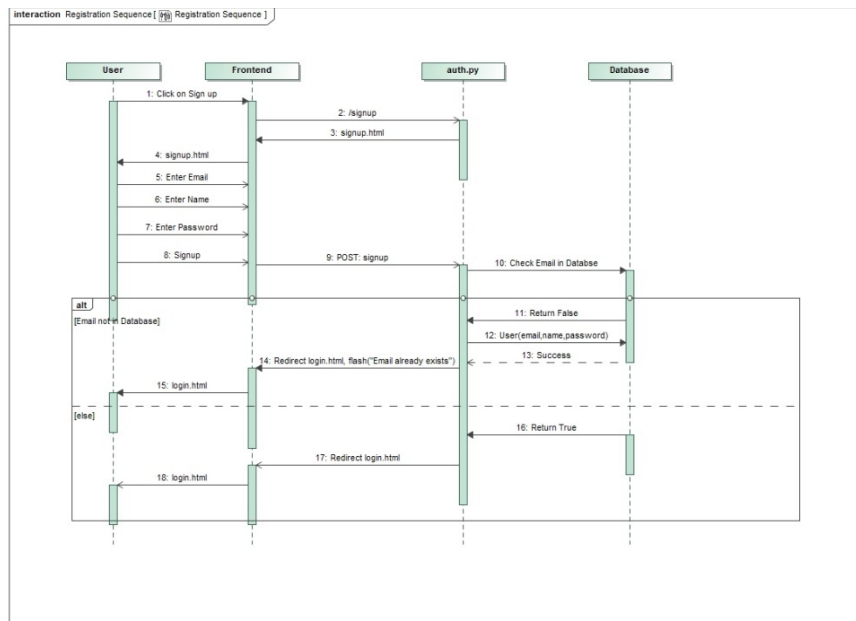 interaction Registration Sequence [ Registration Sequence ]
User Frontend auth.py Database
1: Click on Sign up
2: /signup
3: signup.html
4: signup.html
5: Enter Email
6: Enter Name
7: Enter Password
8: Signup
9: POST: signup
10: Check Email in Databse
alt
[Email not in Database]
11: Return False
12: User(email,name,password)
13: Success
14: Redirect login.html, flash("Email already exists")
15: login.html
[else]
16: Return True
17: Redirect login.html
18: login.html